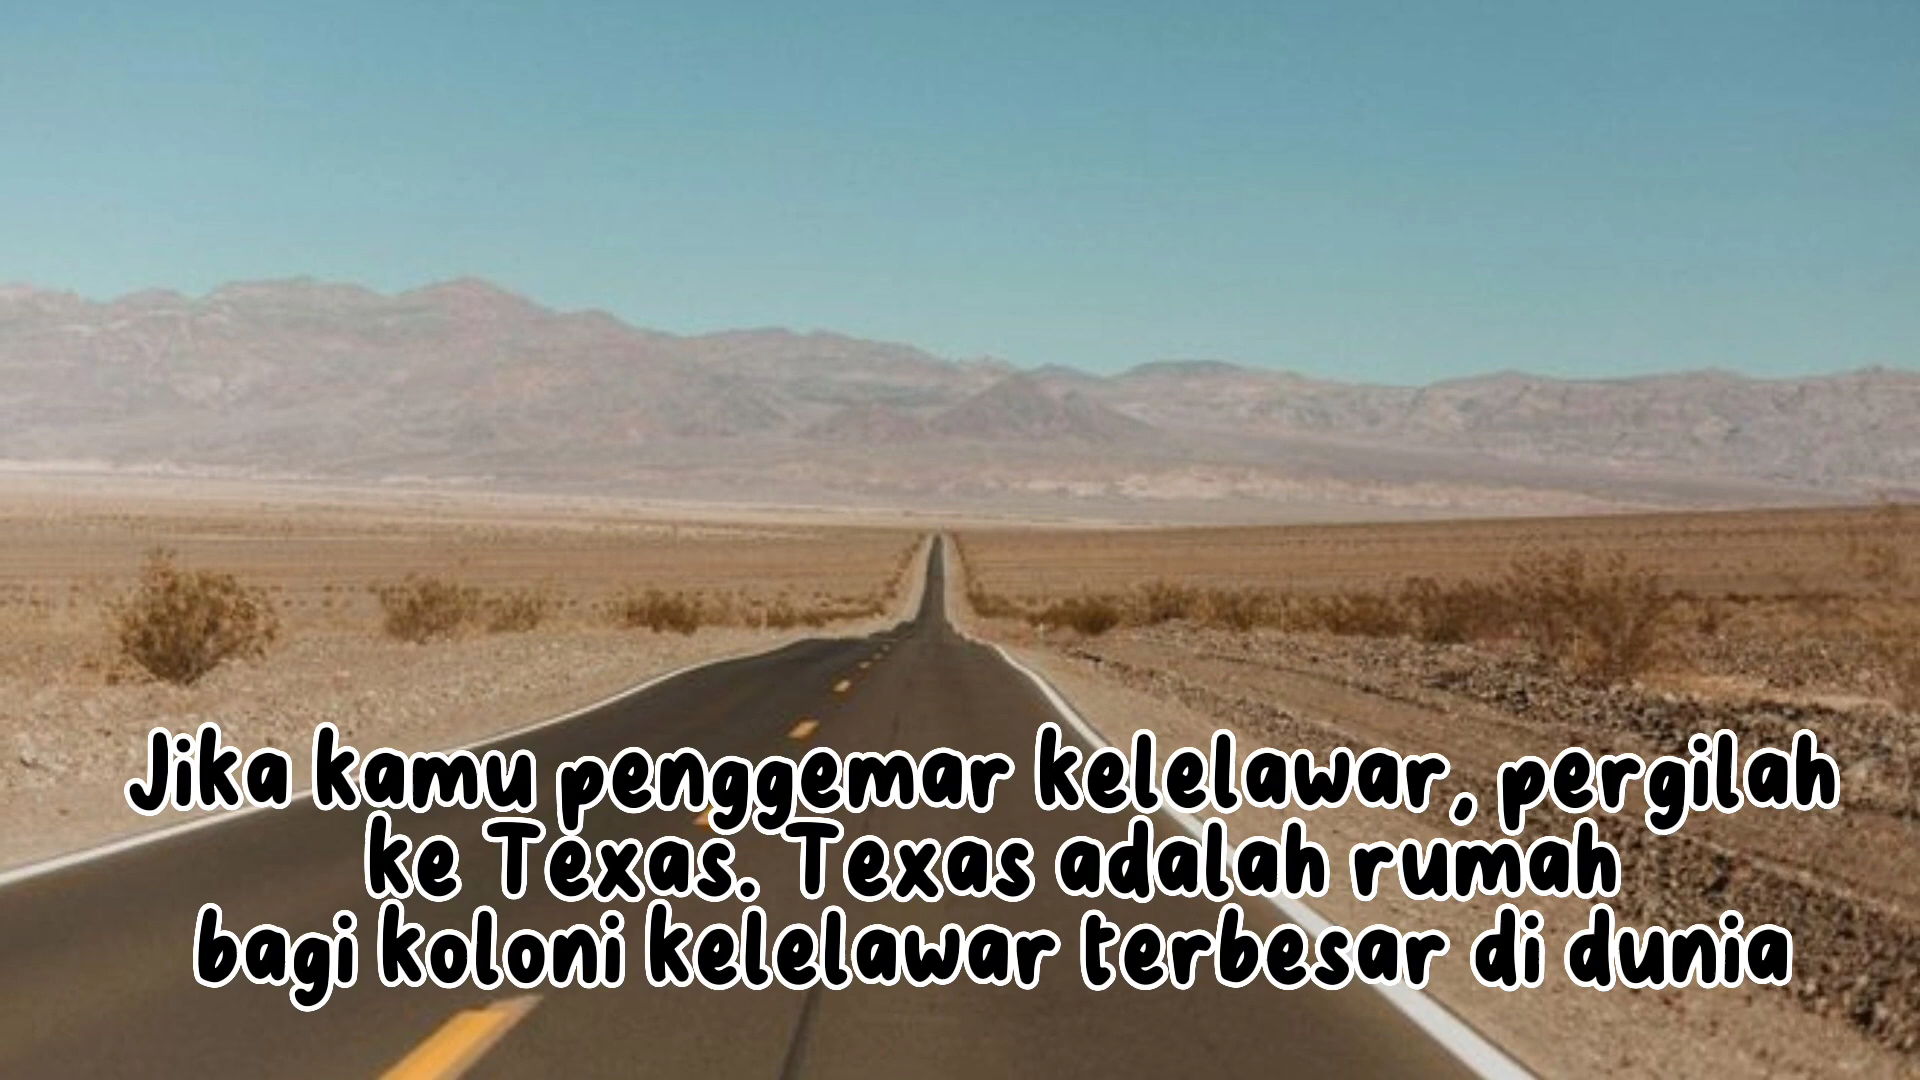 Jika kamu penggemar kelelawar, pergilah
ke Texas. Texas adalah rumah
bagi koloni kelelawar terbesar di dunia